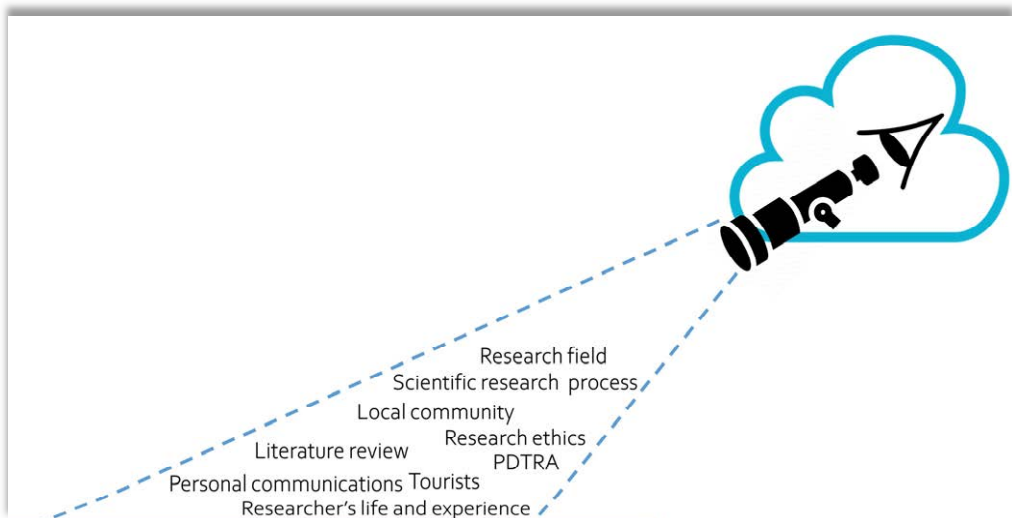 Research field
Scientific research process
Local community
Research ethics
Literature review
PDTRA
Personal communications Tourists
Researcher's life and experience